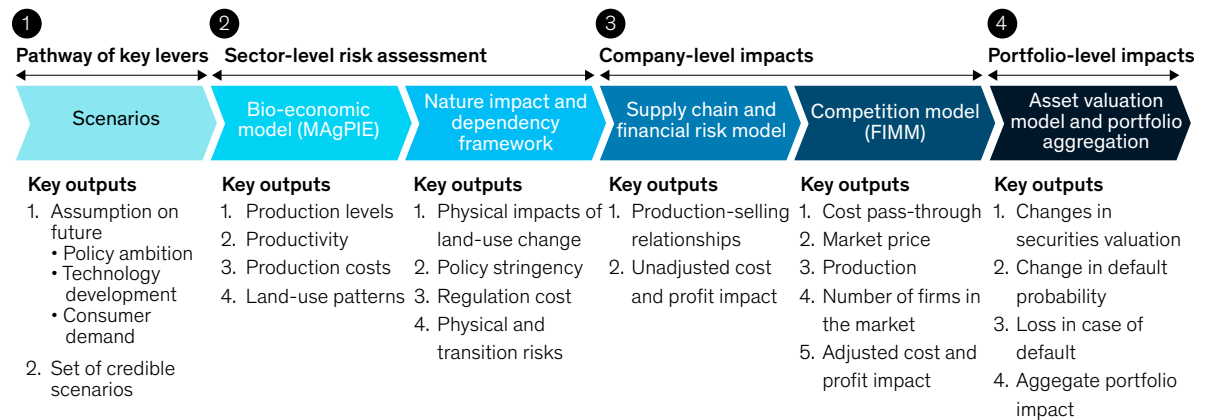 1
2
3
4
Pathway of key levers
Sector-level risk assessment
Company-level impacts
Portfolio-level impacts
Scenarios
Bio-economic
model (MAgPIE)
Nature impact and
dependency
framework
Supply chain and
financial risk model
Competition model
(FIMM)
Asset valuation
model and portfolio
aggregation
Key outputs
1. Assumption on
future
• Policy ambition
• Technology
development
• Consumer
demand
2. Set of credible
scenarios
Key outputs
1. Production levels
2. Productivity
3. Production costs
4. Land-use patterns
Key outputs
1. Physical impacts of
land-use change
2. Policy stringency
3. Regulation cost
4. Physical and
transition risks
Key outputs
1. Production-selling
relationships
2. Unadjusted cost
and profit impact
Key outputs
1. Cost pass-through
2. Market price
3. Production
4. Number of firms in
the market
5. Adjusted cost and
profit impact
Key outputs
1. Changes in
securities valuation
2. Change in default
probability
3. Loss in case of
default
4. Aggegate portfolio
impact